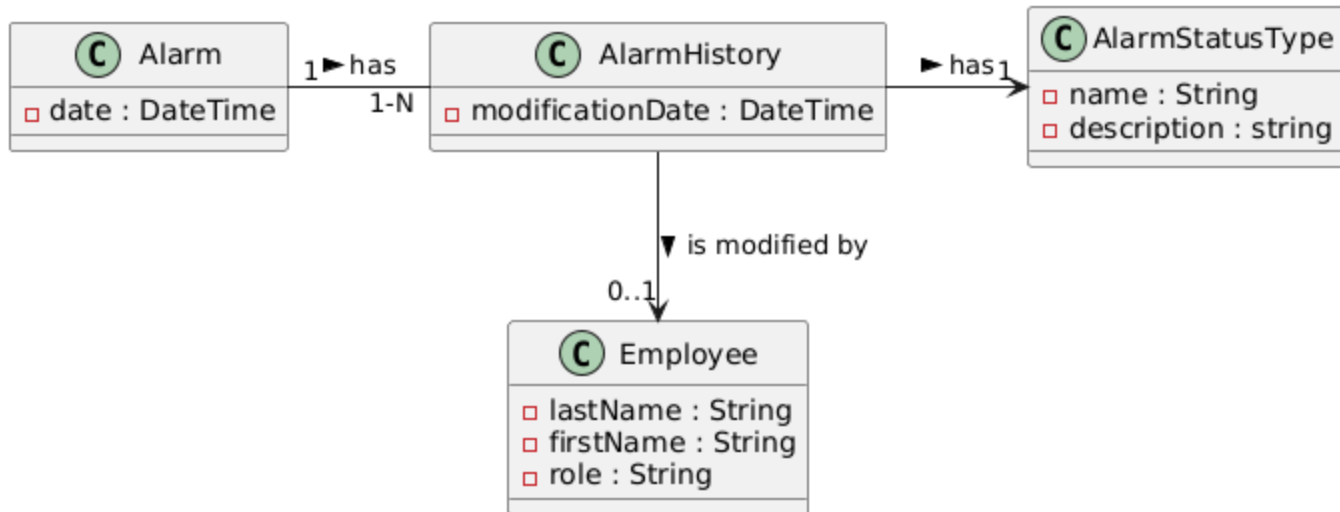 C Alarm
date : DateTime
1 ► has
1-N
C AlarmHistory
modificationDate : DateTime
► has 1
C AlarmStatusType
name : String
description : string
▼ is modified by
0..1
C Employee
lastName : String
firstName : String
role : String